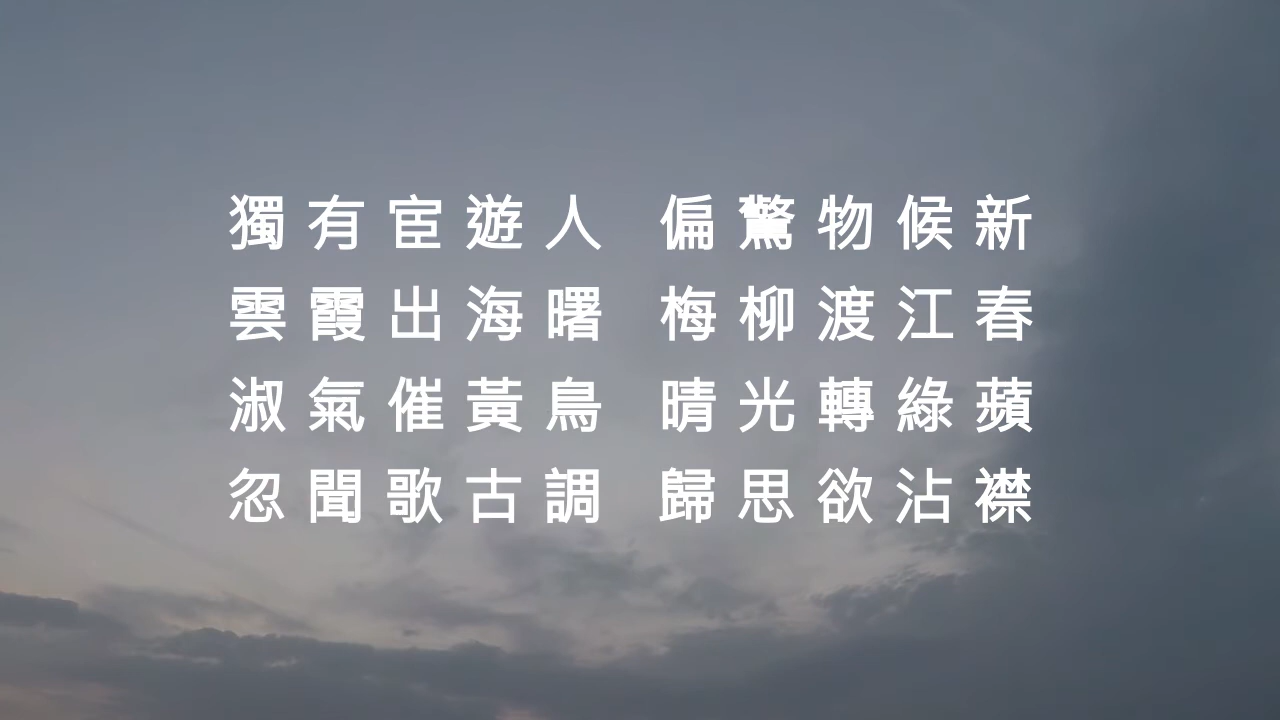 獨有宦遊人 偏驚物候新
雲霞出海曙 梅柳渡江春
淑氣催黃鳥 晴光轉綠蘋
忽聞歌古調 歸思欲沾襟